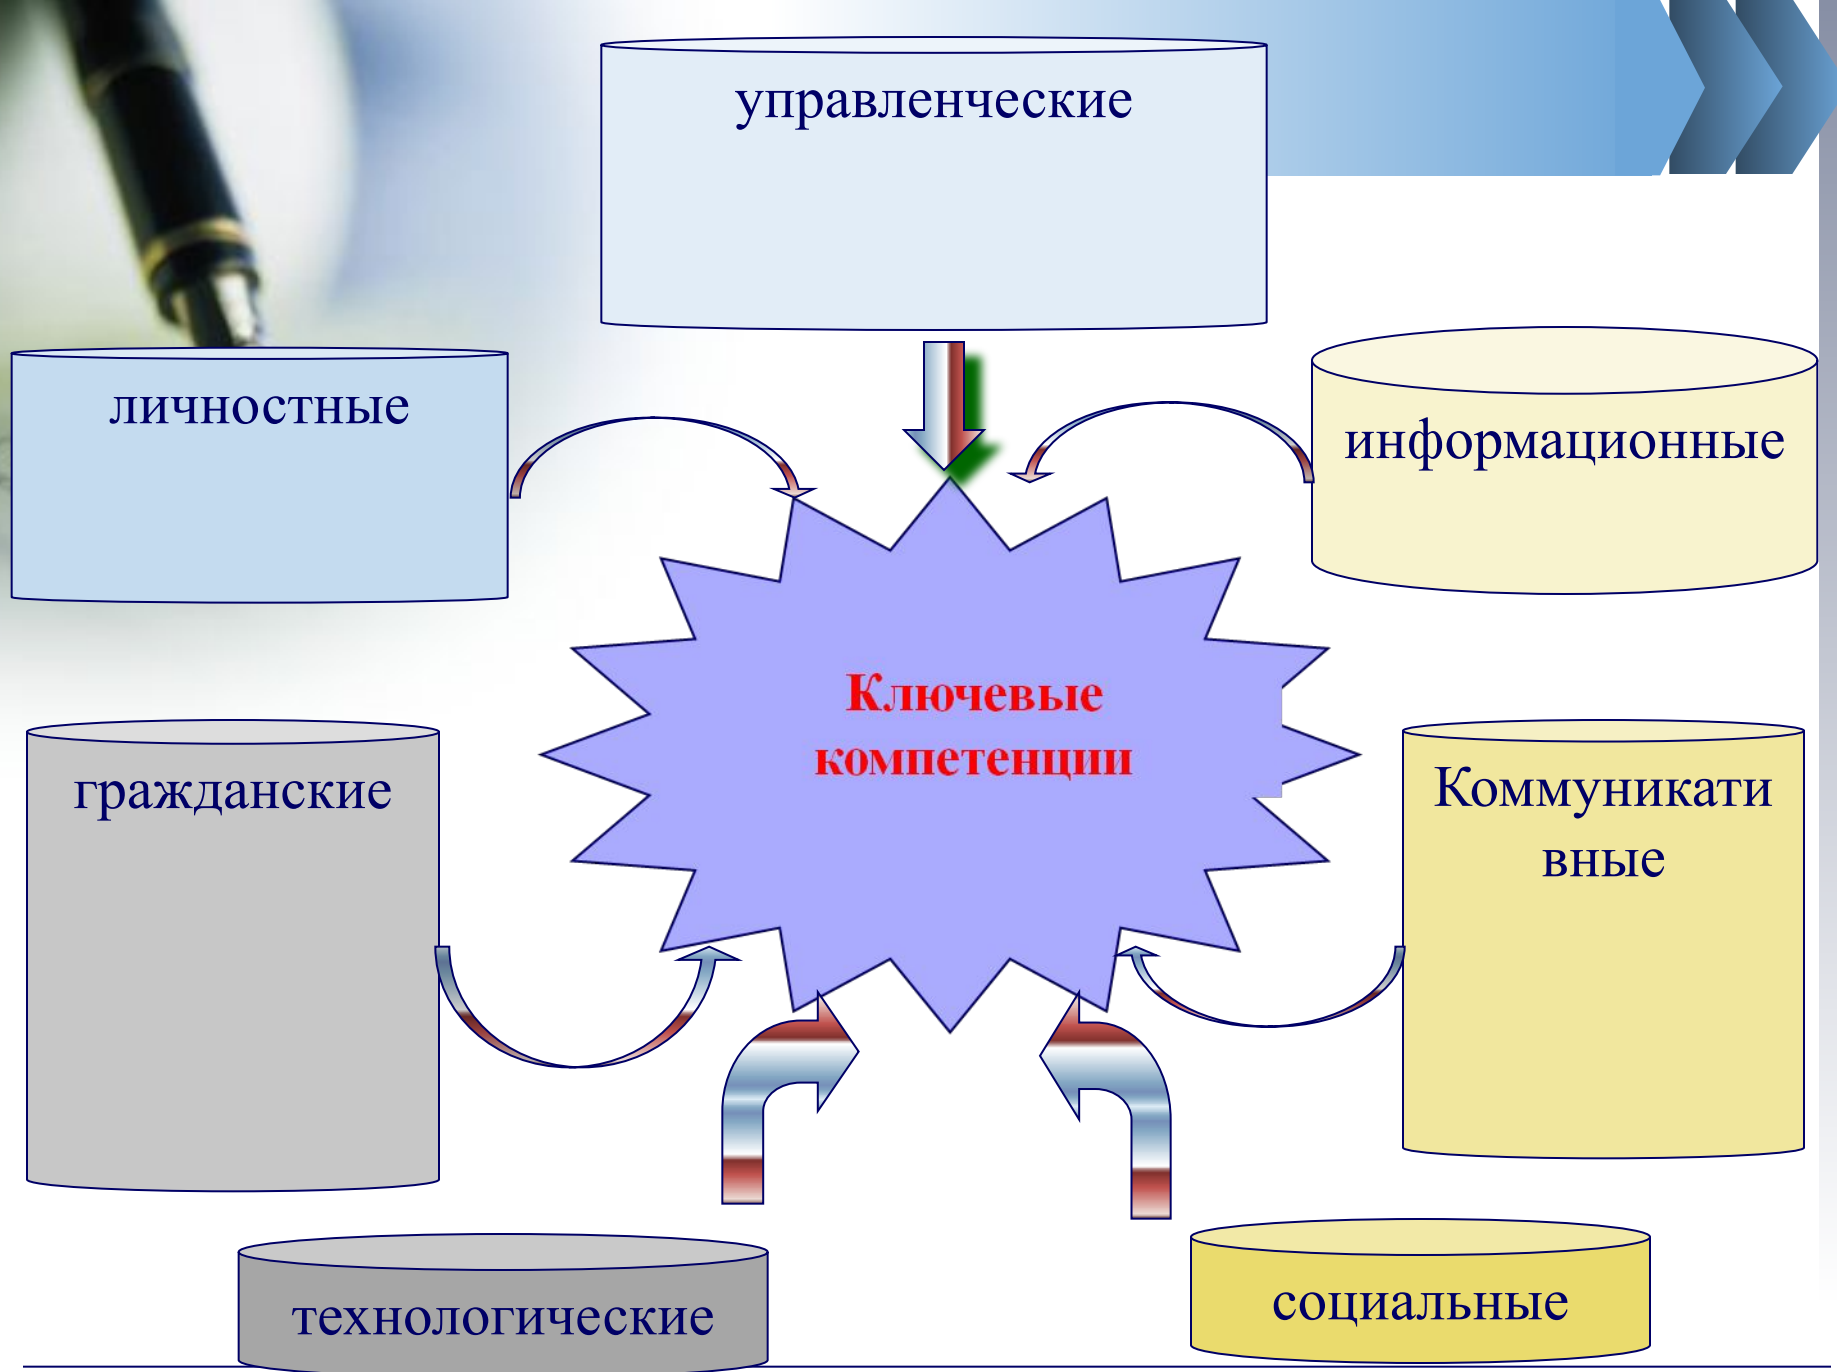 управленческие
личностные
информационные
Ключевые
компетенции
гражданские
Коммуникати
вные
технологические
социальные